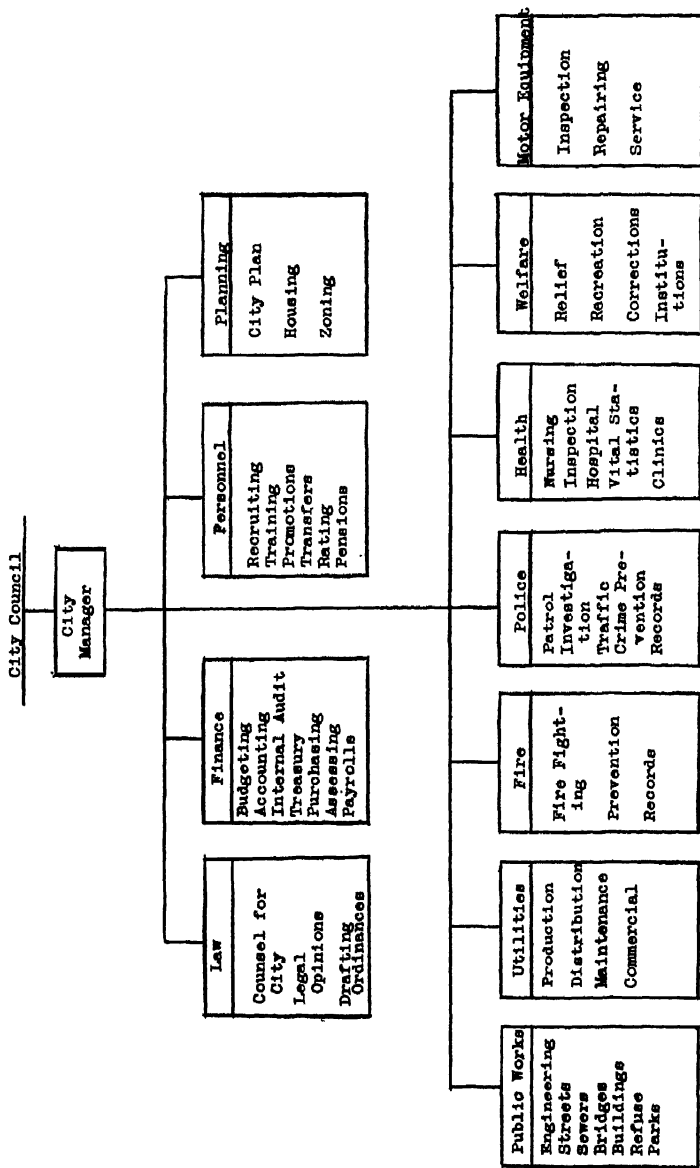 City Council
City
Manager
Law
Counsel for
City
Legal
Opinions
Drafting
Ordinances
Finance
Budgeting
Accounting
Internal Audit
Treasury
Purchasing
Assessing
Payrolls
Personnel
Recruiting
Training
Promotions
Transfers
Rating
Pensions
Planning
City Plan
Housing
Zoning
Public Works
Engineering
Streets
Sewers
Bridges
Buildings
Refuse
Parks
Utilities
Production
Distribution
Maintenance
Commercial
Fire
Fire Fight-
ing
Prevention
Records
Police
Patrol
Investiga-
tion
Traffic
Crime Pre-
vention
Records
Health
Nursing
Inspection
Hospital
Vital Sta-
tistics
Clinics
Welfare
Relief
Recreation
Corrections
Institu-
tions
Motor Equipment
Inspection
Repairing
Service